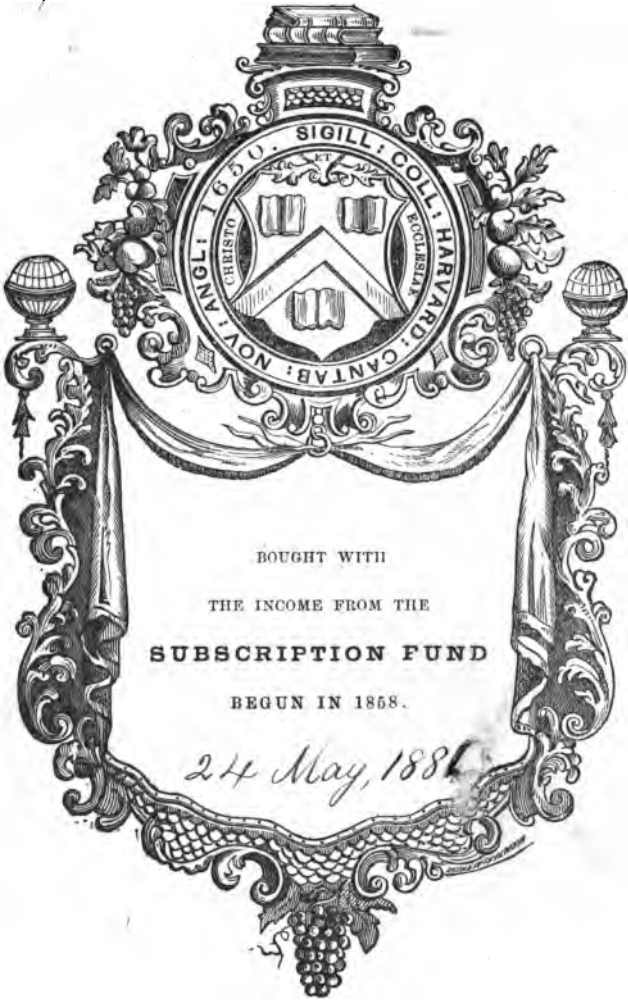 SIGILL: COLL: HARVARD: CANTAB: NOV: ANGL: 1650.
ET
CHRISTO
ECCLESIAE
BOUGHT WITH
THE INCOME FROM THE
SUBSCRIPTION FUND
BEGUN IN 1858.
24 May,